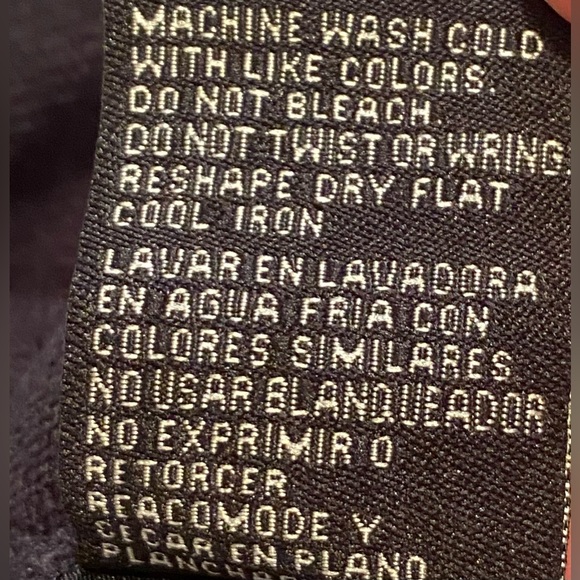 MACHINE WASH COLD
WITH LIKE COLORS.
DO NOT BLEACH.
DO NOT TWIST OR WRING.
RESHAPE DRY FLAT
COOL IRON
LAVAR EN LAVADORA
EN AGUA FRIA CON
COLORES SIMILARES
NO USAR BLANQUEADOR
NO EXPRIMIR O
RETORCER
REACOMODE Y
SECAR EN PLANO